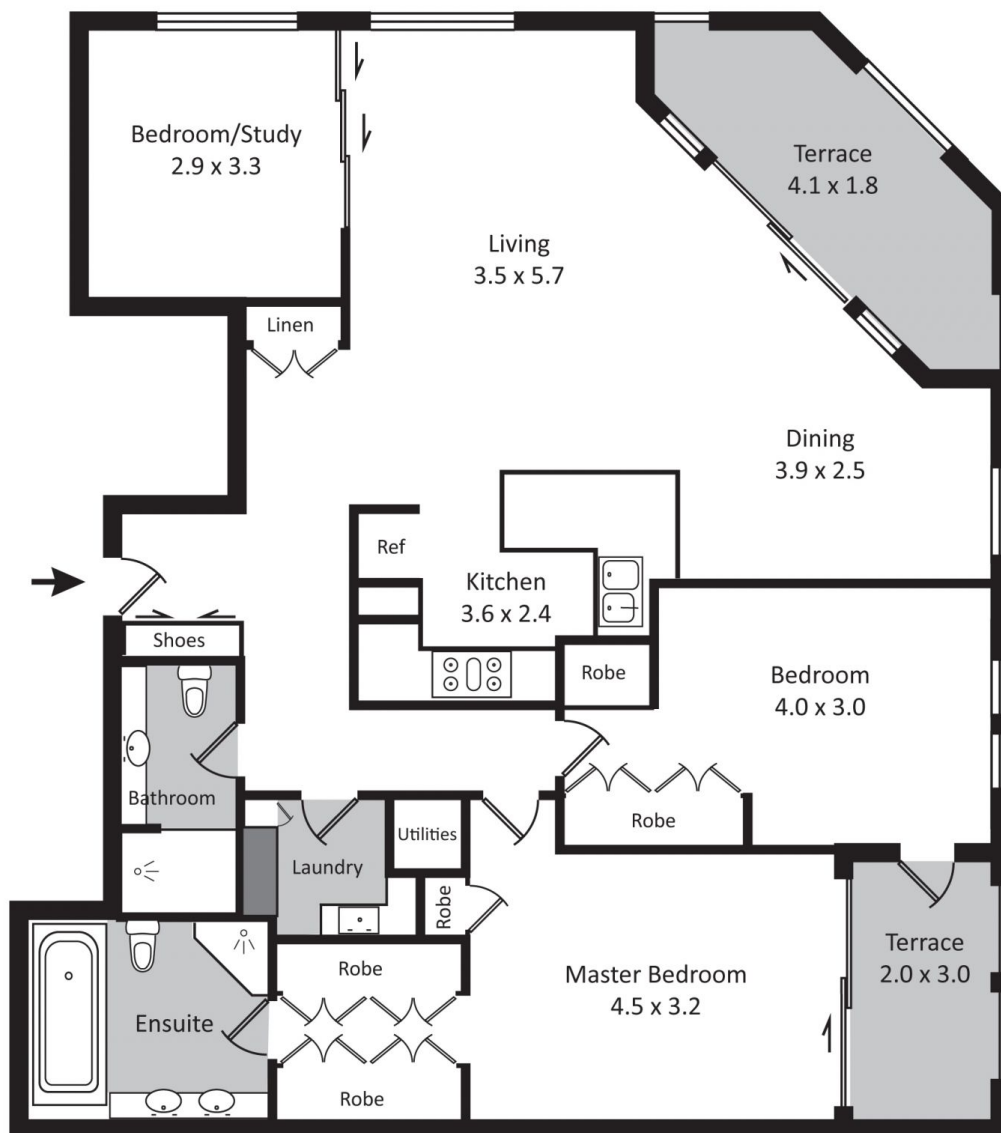 Bedroom/Study
2.9 x 3.3
Terrace
4.1 x 1.8
Living
3.5 x 5.7
Linen
Dining
3.9 x 2.5
Ref
Kitchen
3.6 x 2.4
Shoes
Robe
Bedroom
4.0 x 3.0
Bathroom
Robe
Utilities
Laundry
Robe
Terrace
2.0 x 3.0
Master Bedroom
4.5 x 3.2
Robe
Ensuite
Robe